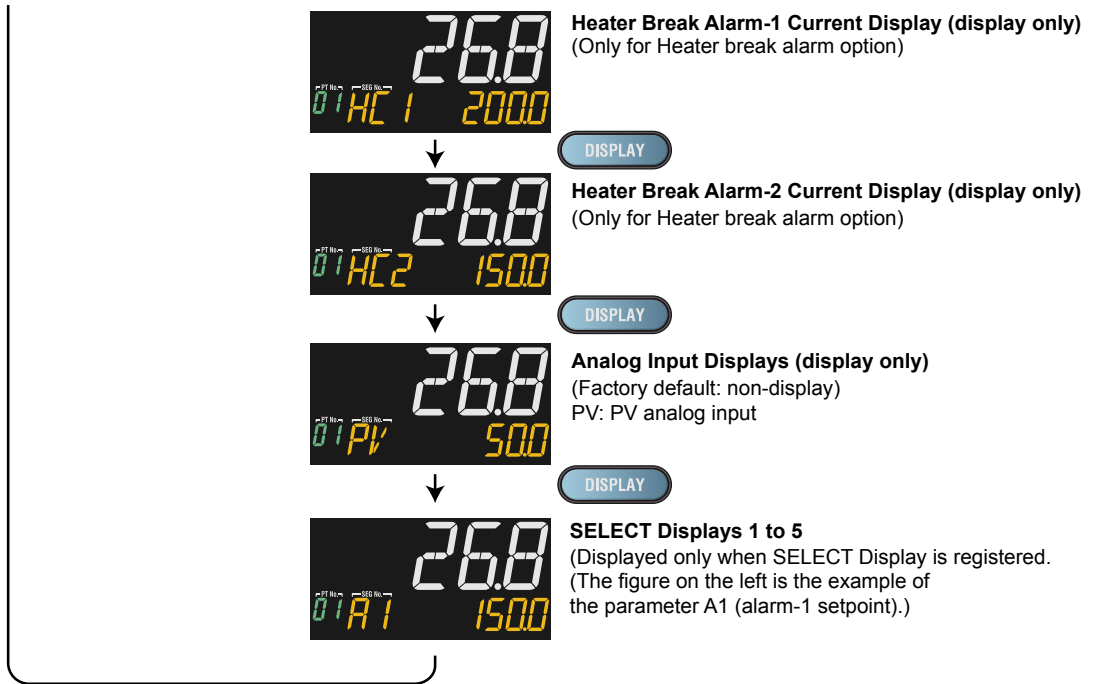 26.8
Heater Break Alarm-1 Current Display (display only)
(Only for Heater break alarm option)
PT No. SEG No.
01 HC1 200.0
DISPLAY
26.8
Heater Break Alarm-2 Current Display (display only)
(Only for Heater break alarm option)
PT No. SEG No.
01 HC2 150.0
DISPLAY
26.8
Analog Input Displays (display only)
(Factory default: non-display)
PV: PV analog input
PT No. SEG No.
01 PV 50.0
DISPLAY
26.8
SELECT Displays 1 to 5
(Displayed only when SELECT Display is registered.
(The figure on the left is the example of
the parameter A1 (alarm-1 setpoint).)
PT No. SEG No.
01 A1 150.0